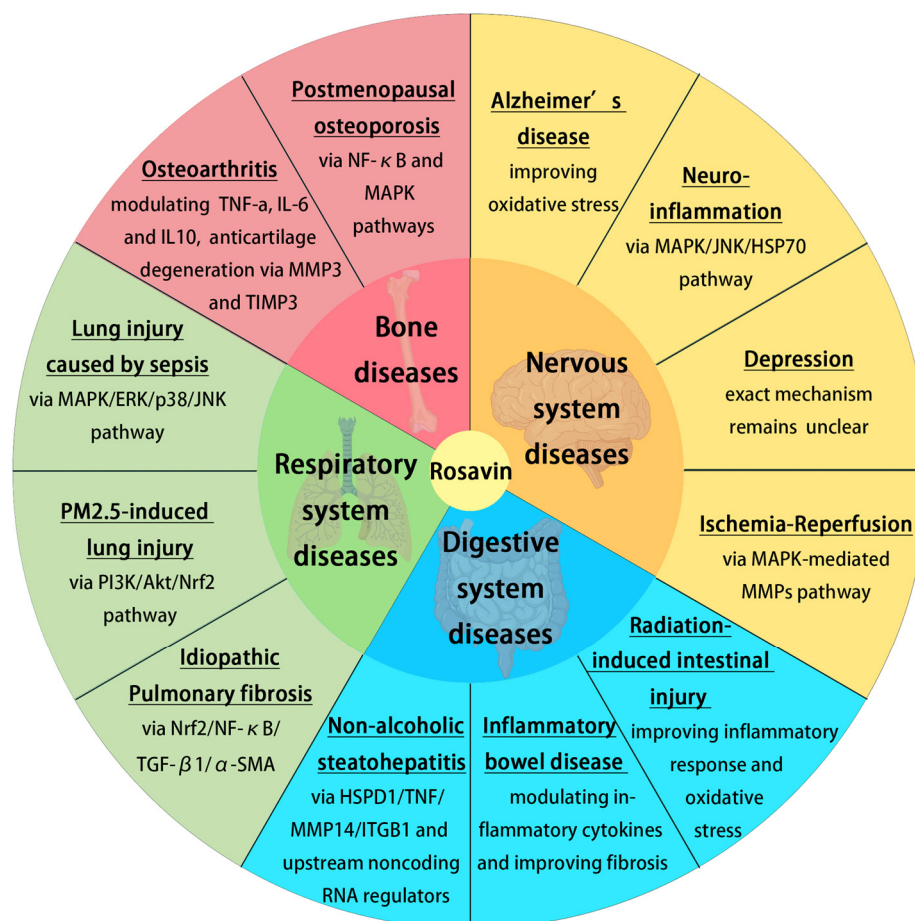 Rosavin
Bone
diseases
Postmenopausal
osteoporosis
via NF-κB and
MAPK
pathways
Osteoarthritis
modulating TNF-a, IL-6
and IL10, anticartilage
degeneration via MMP3
and TIMP3
Nervous
system
diseases
Alzheimer's
disease
improving
oxidative stress
Neuro-
inflammation
via MAPK/JNK/HSP70
pathway
Depression
exact mechanism
remains unclear
Ischemia-Reperfusion
via MAPK-mediated
MMPs pathway
Digestive
system
diseases
Radiation-
induced intestinal
injury
improving inflammatory
response and
oxidative
stress
Inflammatory
bowel disease
modulating in-
flammatory cytokines
and improving fibrosis
Non-alcoholic
steatohepatitis
via HSPD1/TNF/
MMP14/ITGB1 and
upstream noncoding
RNA regulators
Respiratory
system
diseases
Lung injury
caused by sepsis
via MAPK/ERK/p38/JNK
pathway
PM2.5-induced
lung injury
via PI3K/Akt/Nrf2
pathway
Idiopathic
Pulmonary fibrosis
via Nrf2/NF-κB/
TGF-β1/α-SMA